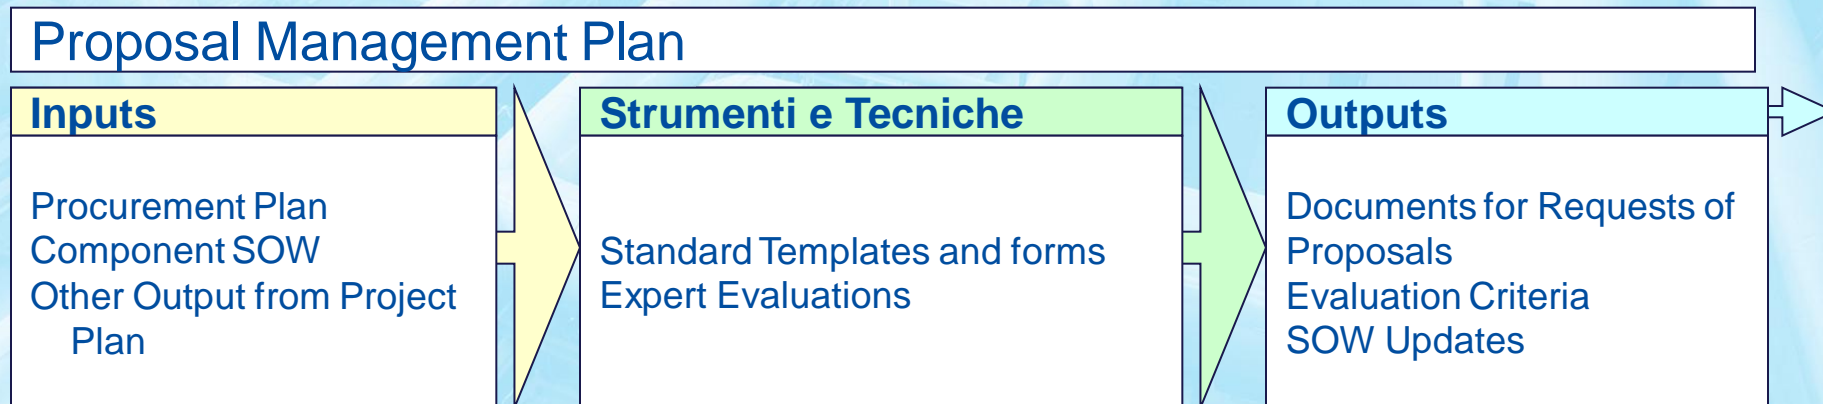 Proposal Management Plan
Inputs
Procurement Plan
Component SOW
Other Output from Project
Plan
Strumenti e Tecniche
Standard Templates and forms
Expert Evaluations
Outputs
Documents for Requests of
Proposals
Evaluation Criteria
SOW Updates